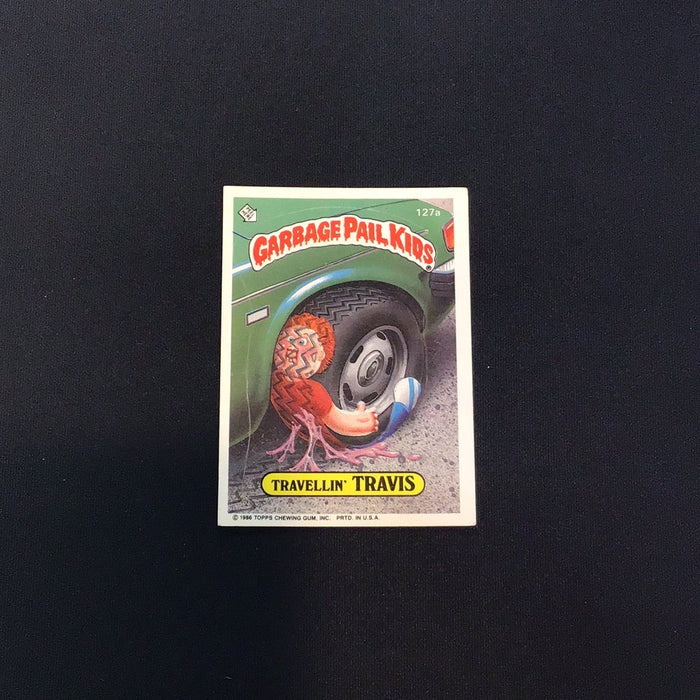 127a
GARBAGE PAIL KIDS
®
TRAVELLIN' TRAVIS
© 1986 TOPPS CHEWING GUM, INC. PRTD. IN U.S.A.